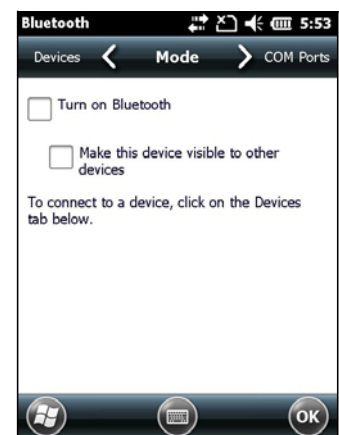 Bluetooth 5:53
Devices Mode COM Ports
Turn on Bluetooth
Make this device visible to other
devices
To connect to a device, click on the Devices
tab below.
OK